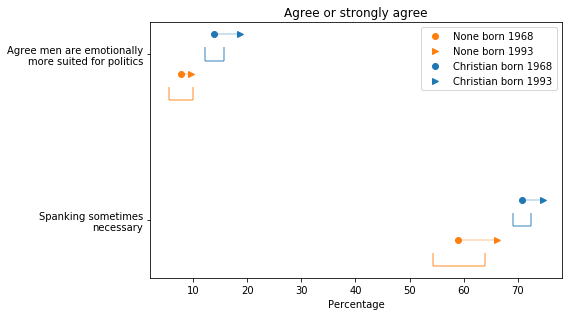 Agree or strongly agree
None born 1968
None born 1993
Christian born 1968
Christian born 1993
Agree men are emotionally
more suited for politics
Spanking sometimes
necessary
10 20 30 40 50 60 70
Percentage